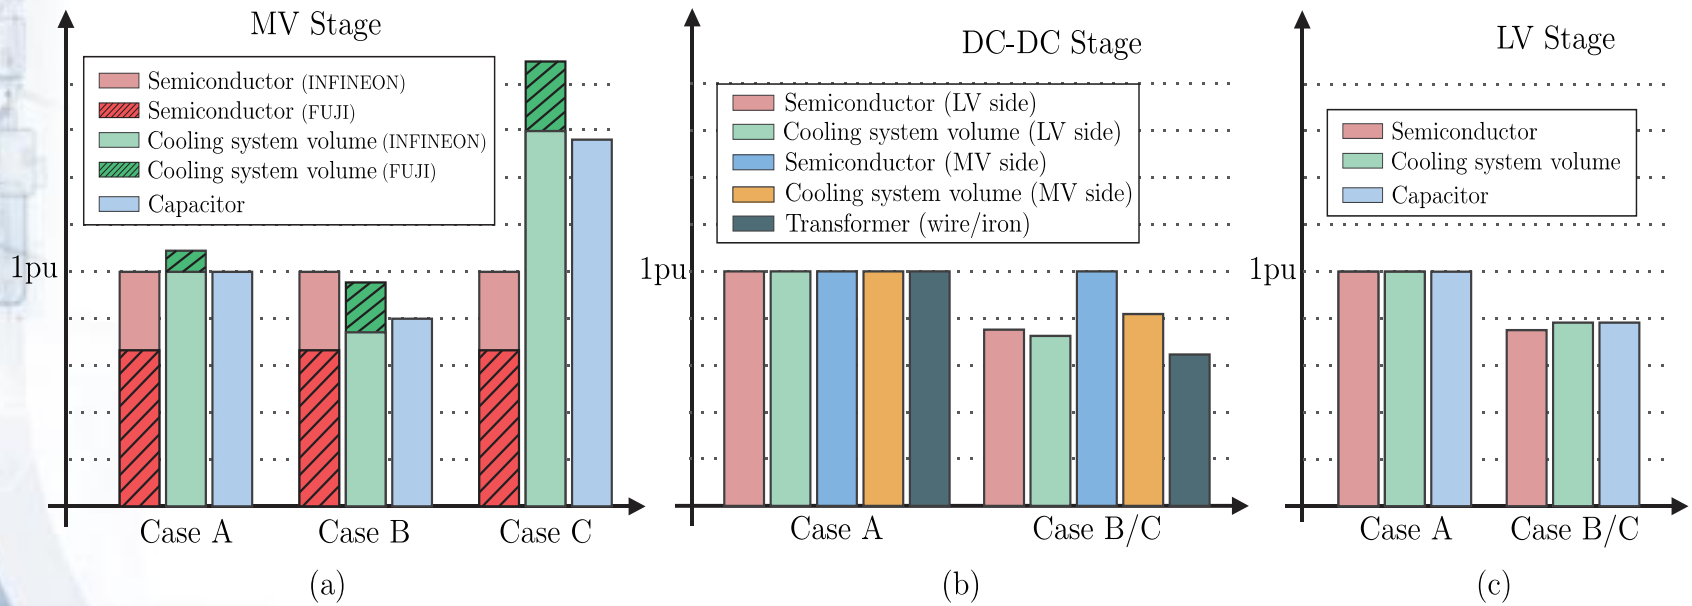 MV Stage
Semiconductor (INFINEON)
Semiconductor (FUJI)
Cooling system volume (INFINEON)
Cooling system volume (FUJI)
Capacitor
1pu
Case A
Case B
Case C
(a)
DC-DC Stage
Semiconductor (LV side)
Cooling system volume (LV side)
Semiconductor (MV side)
Cooling system volume (MV side)
Transformer (wire/iron)
1pu
Case A
Case B/C
(b)
LV Stage
Semiconductor
Cooling system volume
Capacitor
1pu
Case A
Case B/C
(c)